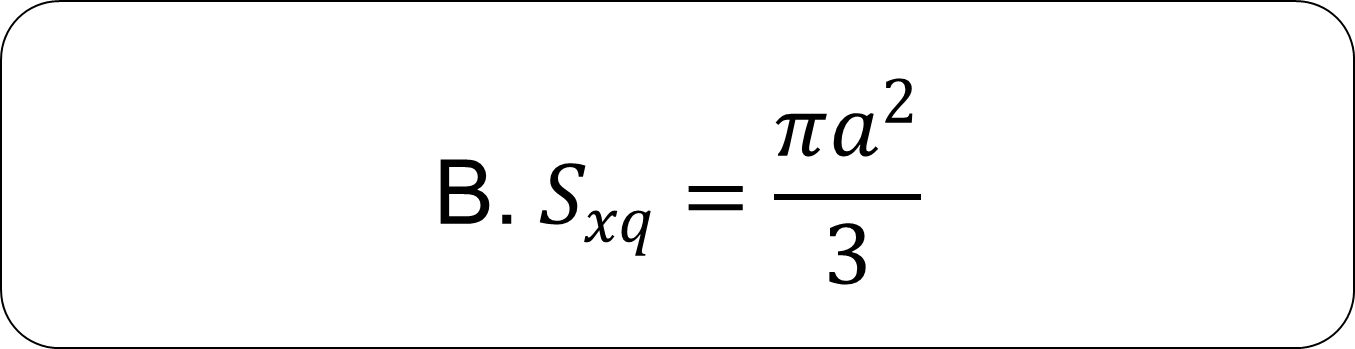 B. $S_{xq} = \frac{\pi a^2}{3}$